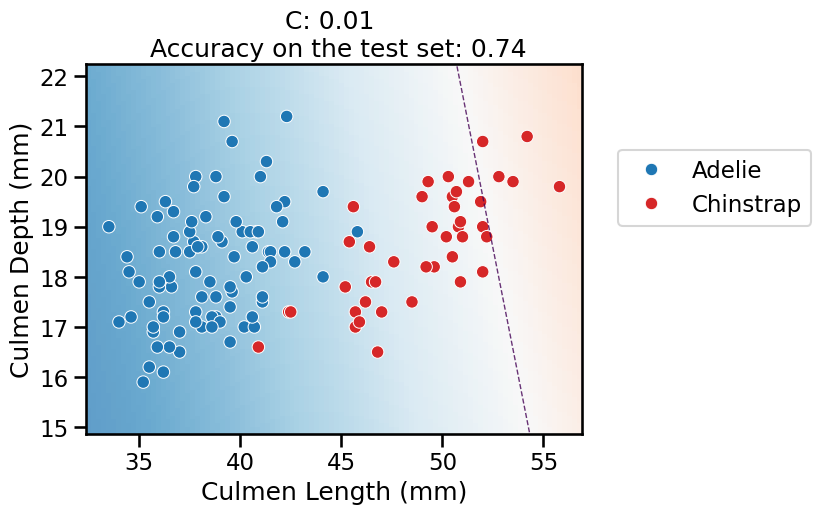 C: 0.01
Accuracy on the test set: 0.74
22
21
20
19
18
17
16
15
Culmen Depth (mm)
35 40 45 50 55
Culmen Length (mm)
Adelie
Chinstrap